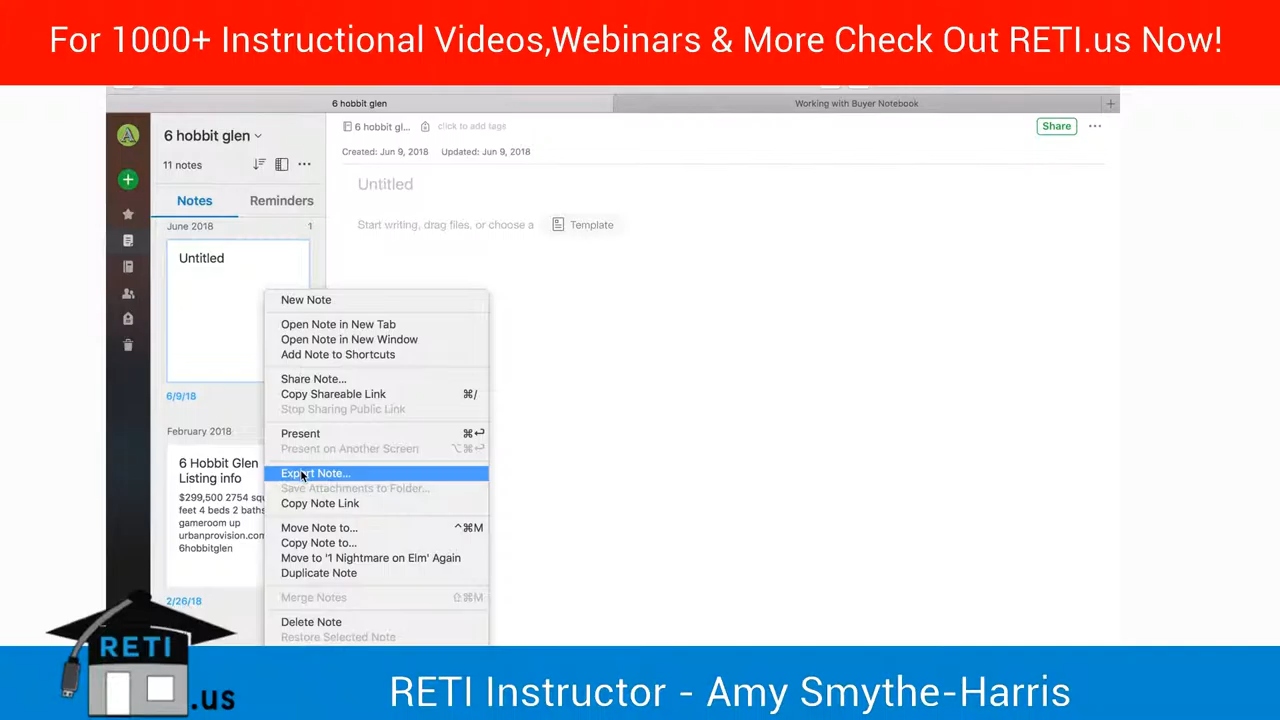 For 1000+ Instructional Videos,Webinars & More Check Out RETI.us Now!
6 hobbit glen
Working with Buyer Notebook
+
A
6 hobbit glen
11 notes
Notes
Reminders
June 2018
1
Untitled
6/9/18
February 2018
6 Hobbit Glen
Listing info
$299,500 2754 squ
feet 4 beds 2 baths
gameroom up
urbanprovision.com
6hobbitglen
2/26/18
6 hobbit gl...
click to add tags
Share
Created: Jun 9, 2018
Updated: Jun 9, 2018
Untitled
Start writing, drag files, or choose a
Template
New Note
Open Note in New Tab
Open Note in New Window
Add Note to Shortcuts
Share Note...
Copy Shareable Link ⌘/
Stop Sharing Public Link
Present ⌘↩
Present on Another Screen ⌥⌘↩
Export Note...
Save Attachments to Folder...
Copy Note Link
Move Note to... ^⌘M
Copy Note to...
Move to '1 Nightmare on Elm' Again
Duplicate Note
Merge Notes ⇧⌘M
Delete Note
Restore Selected Note
RETI
.us
RETI Instructor - Amy Smythe-Harris